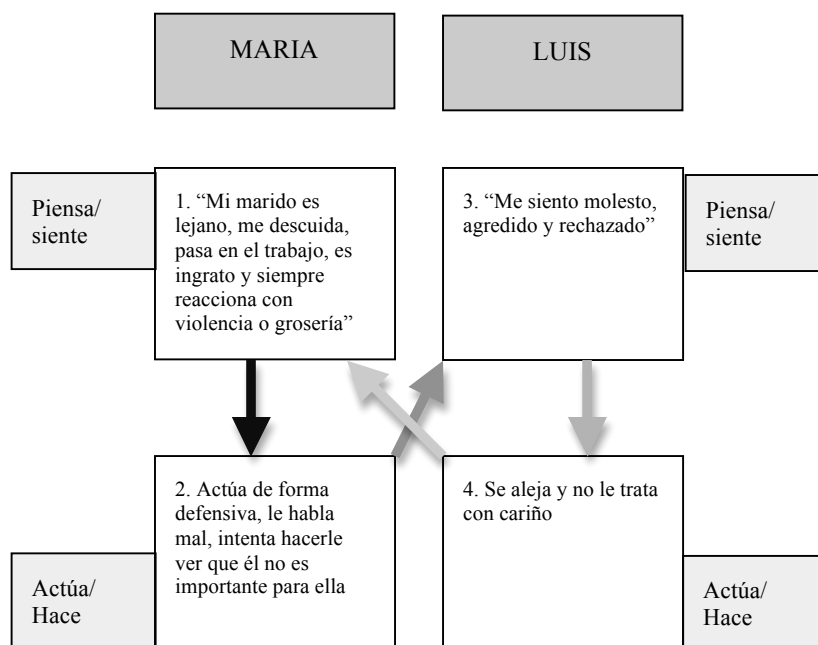 MARIA
LUIS
Piensa/
siente
1. “Mi marido es
lejano, me descuida,
pasa en el trabajo, es
ingrato y siempre
reacciona con
violencia o grosería”
3. “Me siento molesto,
agredido y rechazado”
Piensa/
siente
2. Actúa de forma
defensiva, le habla
mal, intenta hacerle
ver que él no es
importante para ella
4. Se aleja y no le trata
con cariño
Actúa/
Hace
Actúa/
Hace